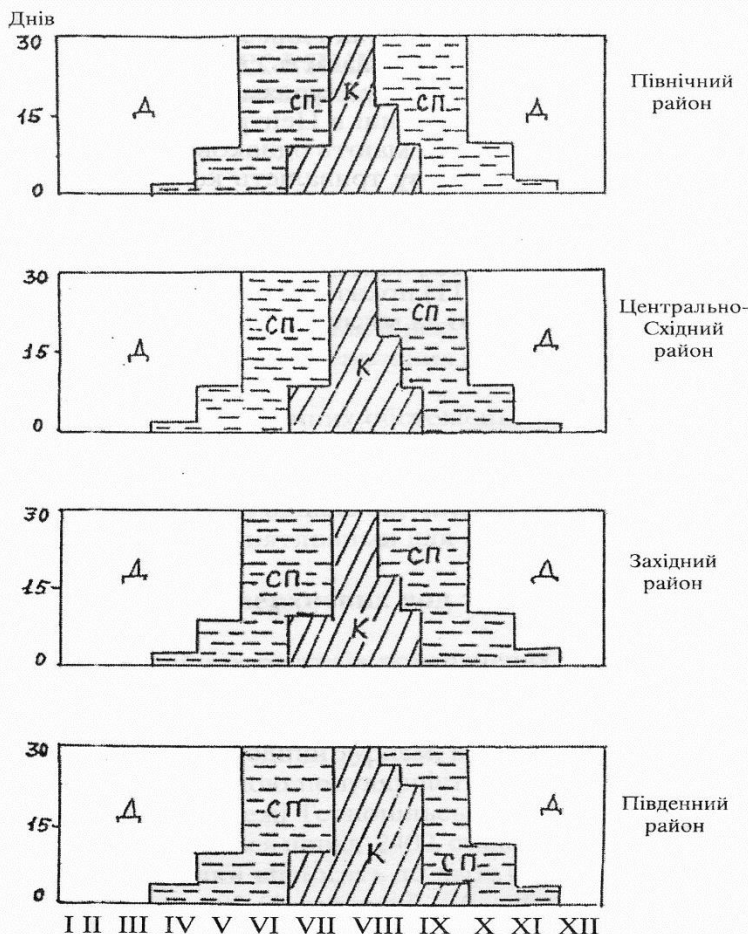 Днів
30
15
0
Д
СП
К
СП
Д
Північний
район
30
15
0
Д
СП
К
СП
Д
Центрально-
Східний
район
30
15
0
Д
СП
К
СП
Д
Західний
район
30
15
0
Д
СП
К
СП
Д
Південний
район
I II III IV V VI VII VIII IX X XI XII